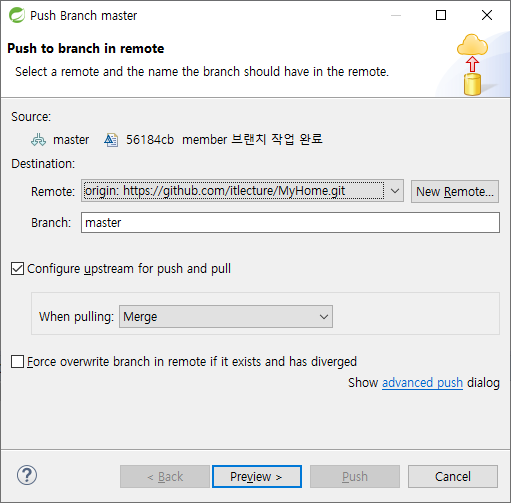 Push Branch master
Push to branch in remote
Select a remote and the name the branch should have in the remote.
Source:
master 56184cb member 브랜치 작업 완료
Destination:
Remote: origin: https://github.com/itlecture/MyHome.git New Remote...
Branch: master
Configure upstream for push and pull
When pulling: Merge
Force overwrite branch in remote if it exists and has diverged
Show advanced push dialog
? < Back Preview > Push Cancel